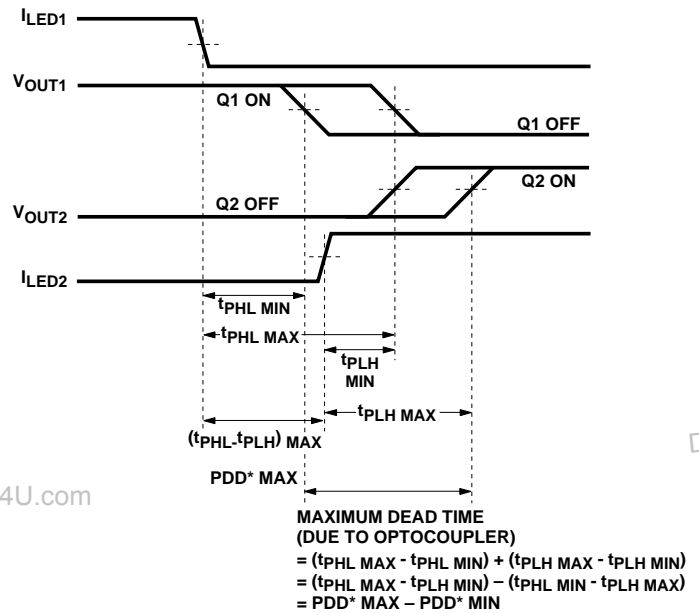 ILED1
VOUT1
Q1 ON
Q1 OFF
Q2 OFF
Q2 ON
VOUT2
ILED2
tPHL MIN
tPHL MAX
tPLH
MIN
tPLH MAX
(tPHL-tPLH) MAX
PDD* MAX
4U.com
D
MAXIMUM DEAD TIME
(DUE TO OPTOCOUPLER)
= (tPHL MAX - tPHL MIN) + (tPLH MAX - tPLH MIN)
= (tPHL MAX - tPLH MIN) – (tPHL MIN - tPLH MAX)
= PDD* MAX – PDD* MIN